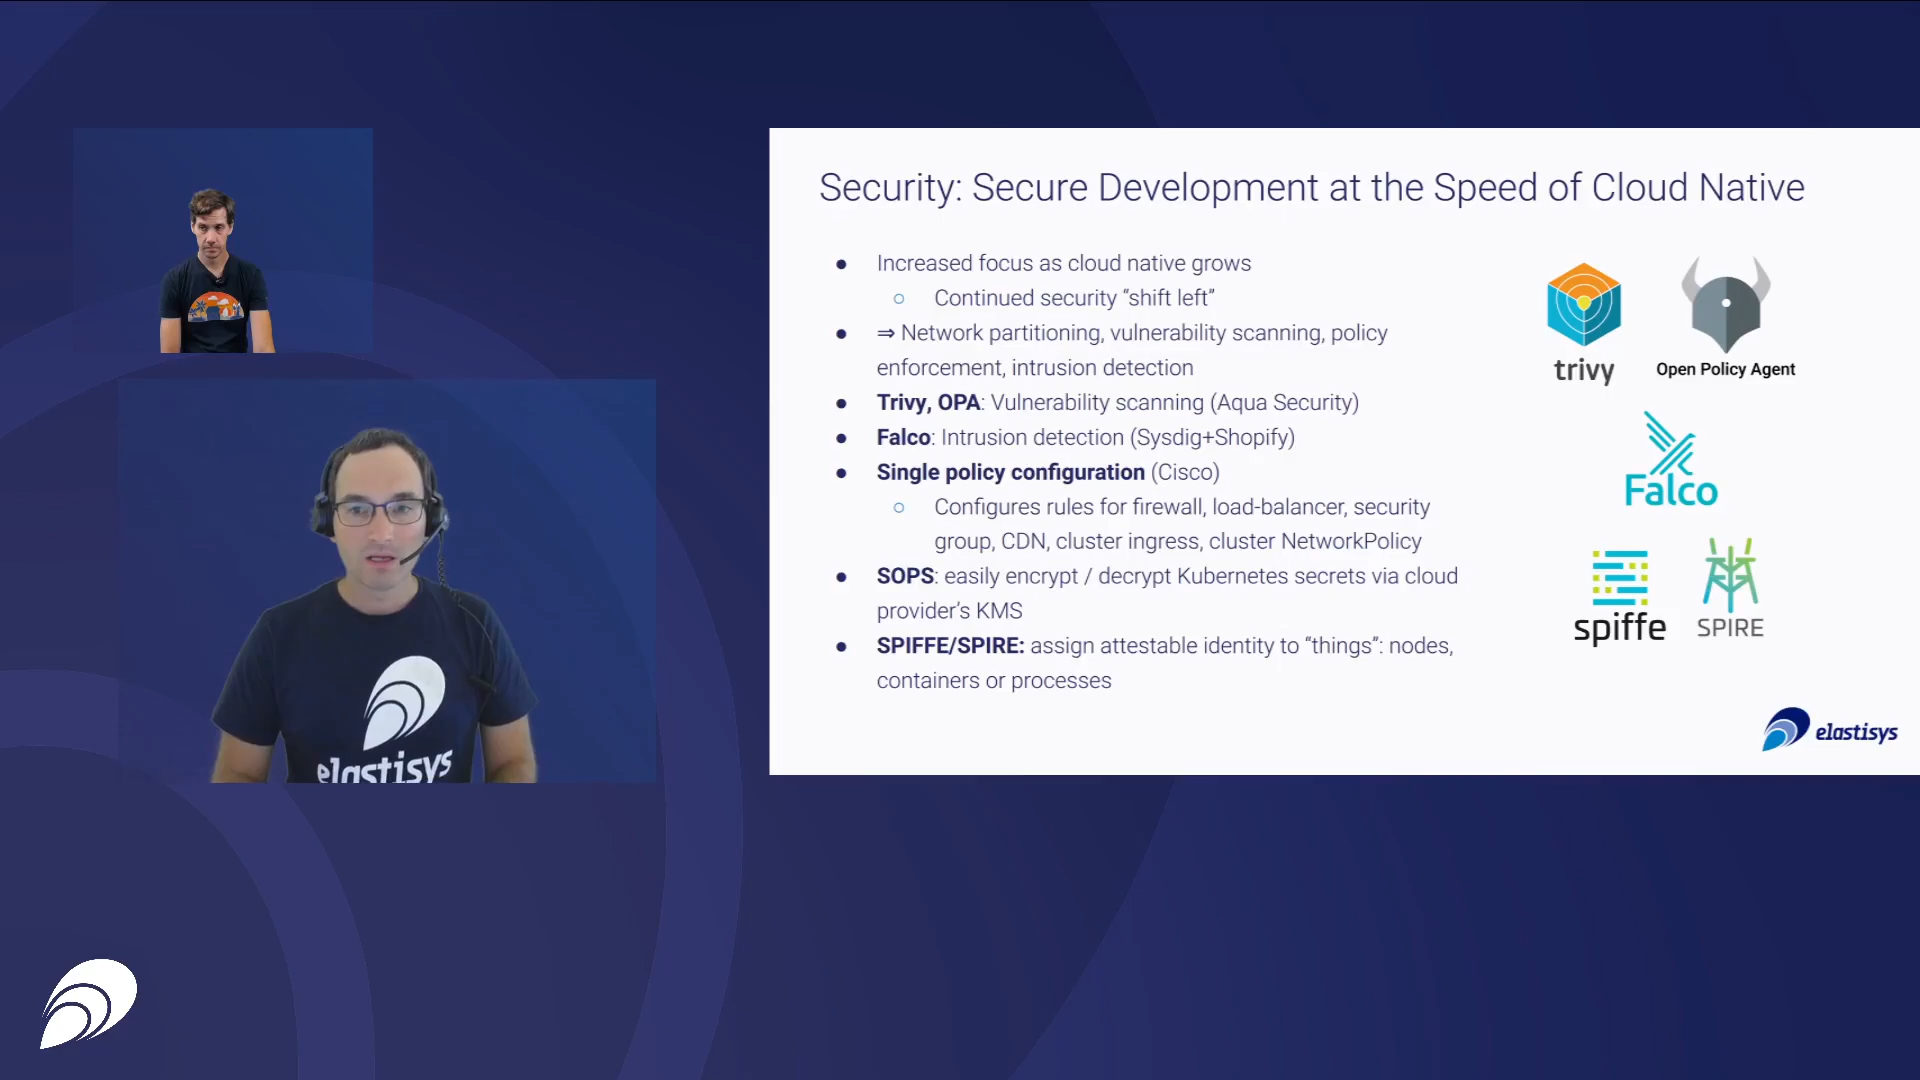 Security: Secure Development at the Speed of Cloud Native
● Increased focus as cloud native grows
○ Continued security “shift left”
● ⇒ Network partitioning, vulnerability scanning, policy
enforcement, intrusion detection
● Trivy, OPA: Vulnerability scanning (Aqua Security)
● Falco: Intrusion detection (Sysdig+Shopify)
● Single policy configuration (Cisco)
○ Configures rules for firewall, load-balancer, security
group, CDN, cluster ingress, cluster NetworkPolicy
● SOPS: easily encrypt / decrypt Kubernetes secrets via cloud
provider’s KMS
● SPIFFE/SPIRE: assign attestable identity to “things”: nodes,
containers or processes
trivy
Open Policy Agent
Falco
spiffe
SPIRE
elastisys
elastisys